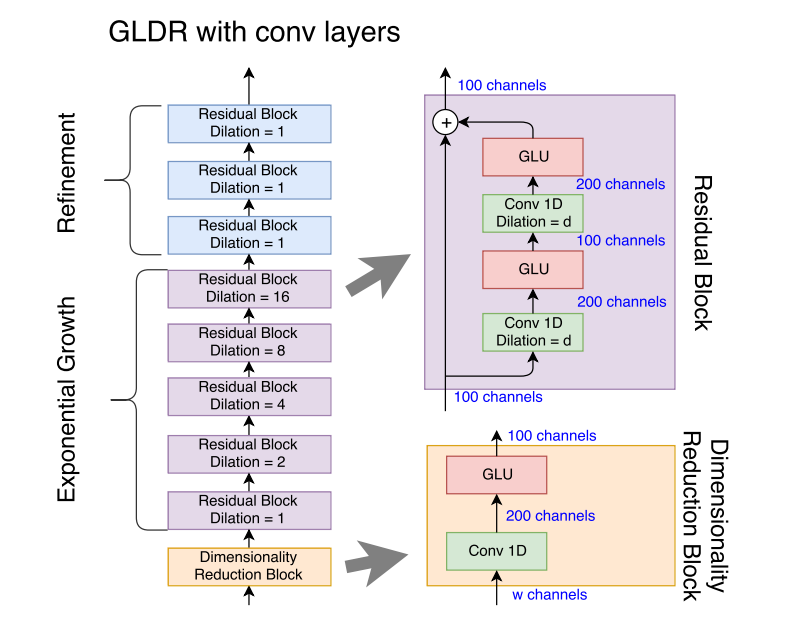 GLDR with conv layers
Refinement
Exponential Growth
Residual Block
Dilation = 1
Residual Block
Dilation = 1
Residual Block
Dilation = 1
Residual Block
Dilation = 16
Residual Block
Dilation = 8
Residual Block
Dilation = 4
Residual Block
Dilation = 2
Residual Block
Dilation = 1
Dimensionality
Reduction Block
100 channels
+
GLU
200 channels
Conv 1D
Dilation = d
100 channels
GLU
200 channels
Conv 1D
Dilation = d
100 channels
Residual Block
100 channels
GLU
200 channels
Conv 1D
w channels
Dimensionality
Reduction Block